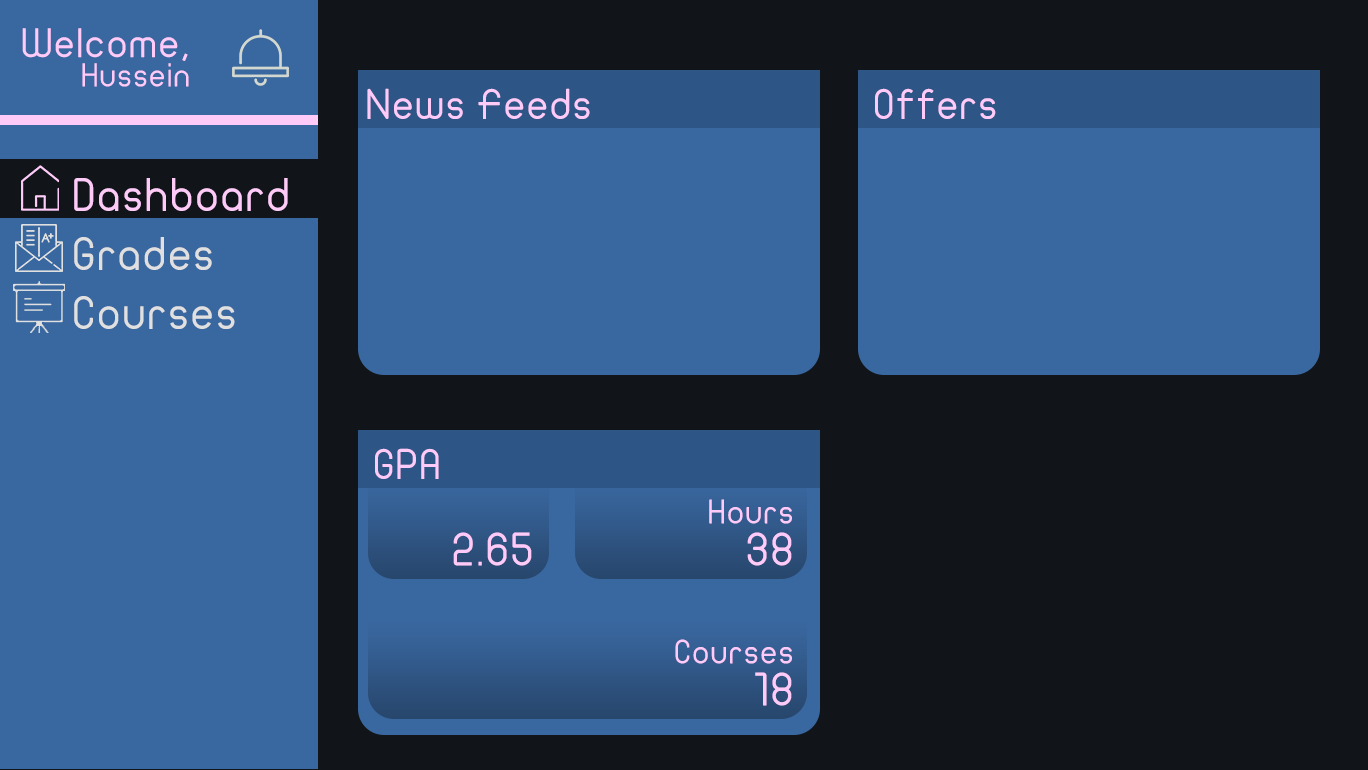 Welcome,
Hussein
Dashboard
A+
Grades
Courses
News Feeds
Offers
GPA
2.65
Hours
38
Courses
18